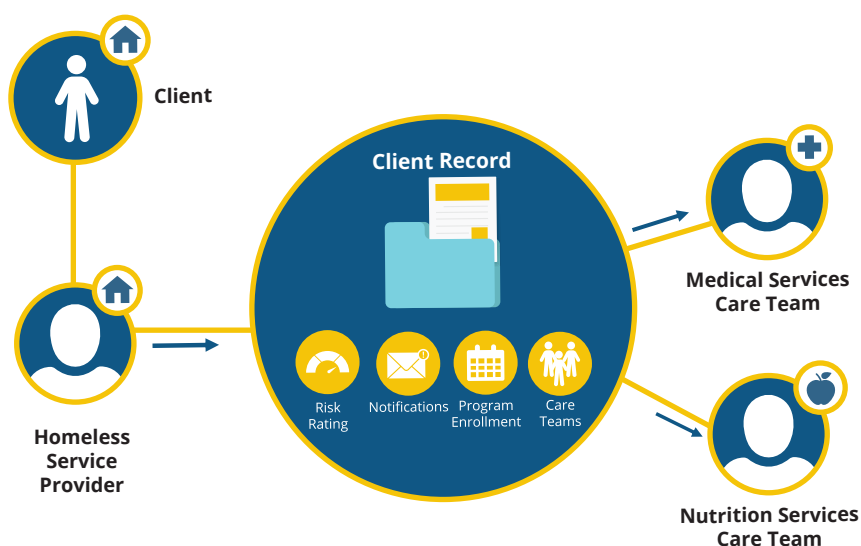 Client
Client Record
Medical Services
Care Team
Risk
Rating
Notifications
Program
Enrollment
Care
Teams
Homeless
Service
Provider
Nutrition Services
Care Team